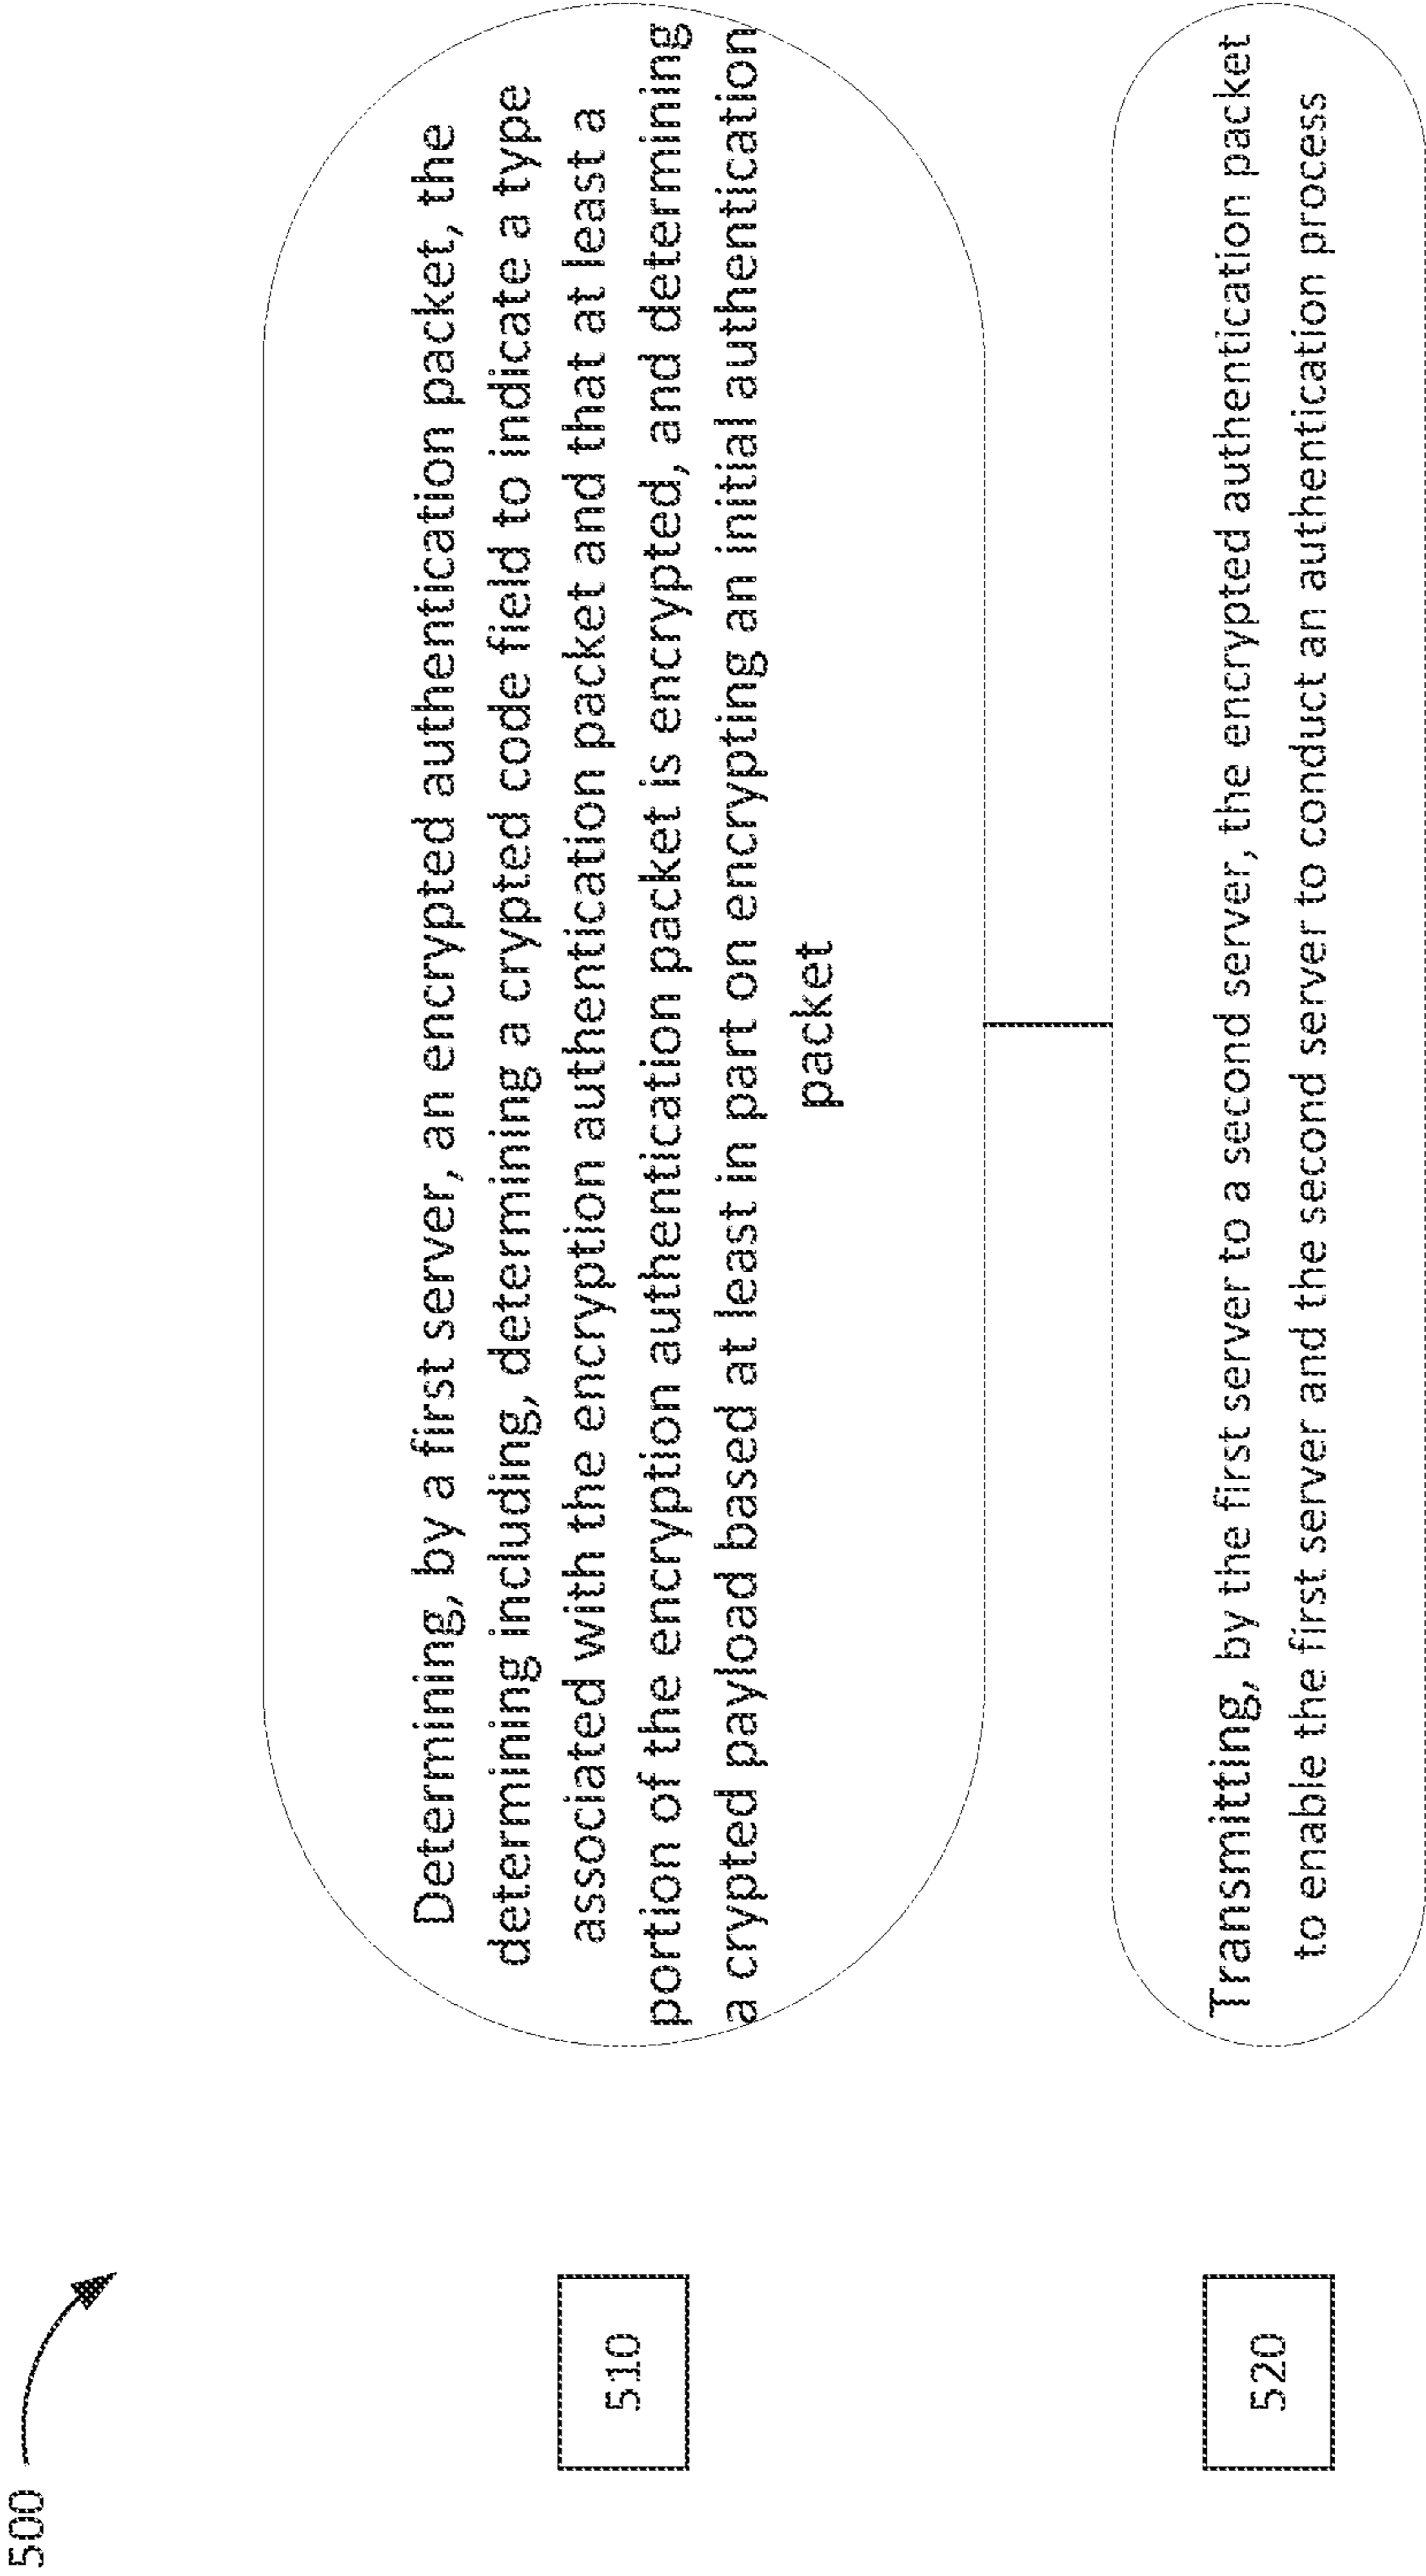 500
510
Determining, by a first server, an encrypted authentication packet, the
determining including, determining a crypted code field to indicate a type
associated with the encryption authentication packet and that at least a
portion of the encryption authentication packet is encrypted, and determining
a crypted payload based at least in part on encrypting an initial authentication
packet
520
Transmitting, by the first server to a second server, the encrypted authentication packet
to enable the first server and the second server to conduct an authentication process